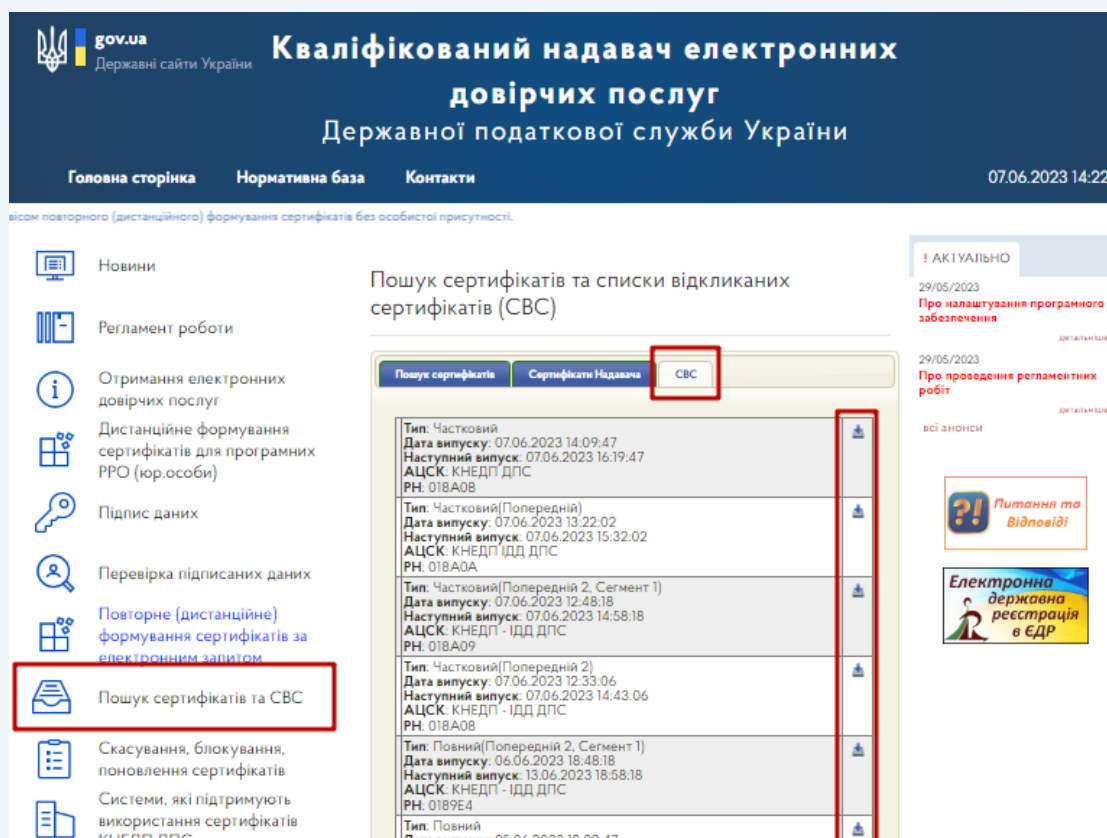 gov.ua
Державні сайти України
Кваліфікований надавач електронних
довірчих послуг
Державної податкової служби України
Головна сторінка
Нормативна база
Контакти
07.06.2023 14:22
вісом повторного (дистанційного) формування сертифікатів без особистої присутності.
Новини
Регламент роботи
Отримання електронних
довірчих послуг
Дистанційне формування
сертифікатів для програмних
РРО (юр.особи)
Підпис даних
Перевірка підписаних даних
Повторне (дистанційне)
формування сертифікатів за
електронним запитом
Пошук сертифікатів та СВС
Скасування, блокування,
поновлення сертифікатів
Системи, які підтримують
використання сертифікатів
КНЕДП ДПС
Пошук сертифікатів та списки відкликаних
сертифікатів (СВС)
Пошук сертифікатів
Сертифікати Надавача
СВС
Тип: Частковий
Дата випуску: 07.06.2023 14:09:47
Наступний випуск: 07.06.2023 16:19:47
АЦСК: КНЕДП ДПС
РН: 018A0B
Тип: Частковий(Попередній)
Дата випуску: 07.06.2023 13:22:02
Наступний випуск: 07.06.2023 15:32:02
АЦСК: КНЕДП ІДД ДПС
РН: 018A0A
Тип: Частковий(Попередній 2, Сегмент 1)
Дата випуску: 07.06.2023 12:48:18
Наступний випуск: 07.06.2023 14:58:18
АЦСК: КНЕДП - ІДД ДПС
РН: 018A09
Тип: Частковий(Попередній 2)
Дата випуску: 07.06.2023 12:33:06
Наступний випуск: 07.06.2023 14:43:06
АЦСК: КНЕДП - ІДД ДПС
РН: 018A08
Тип: Повний(Попередній 2, Сегмент 1)
Дата випуску: 06.06.2023 18:48:18
Наступний випуск: 13.06.2023 18:58:18
АЦСК: КНЕДП - ІДД ДПС
РН: 0189E4
Тип: Повний
! АКТУАЛЬНО
29/05/2023
Про налаштування програмного
забезпечення
детальніше
29/05/2023
Про проведення регламентних
робіт
детальніше
всі анонси
?!
Питання та
Відповіді
Електронна
державна
реєстрація
в ЄДР